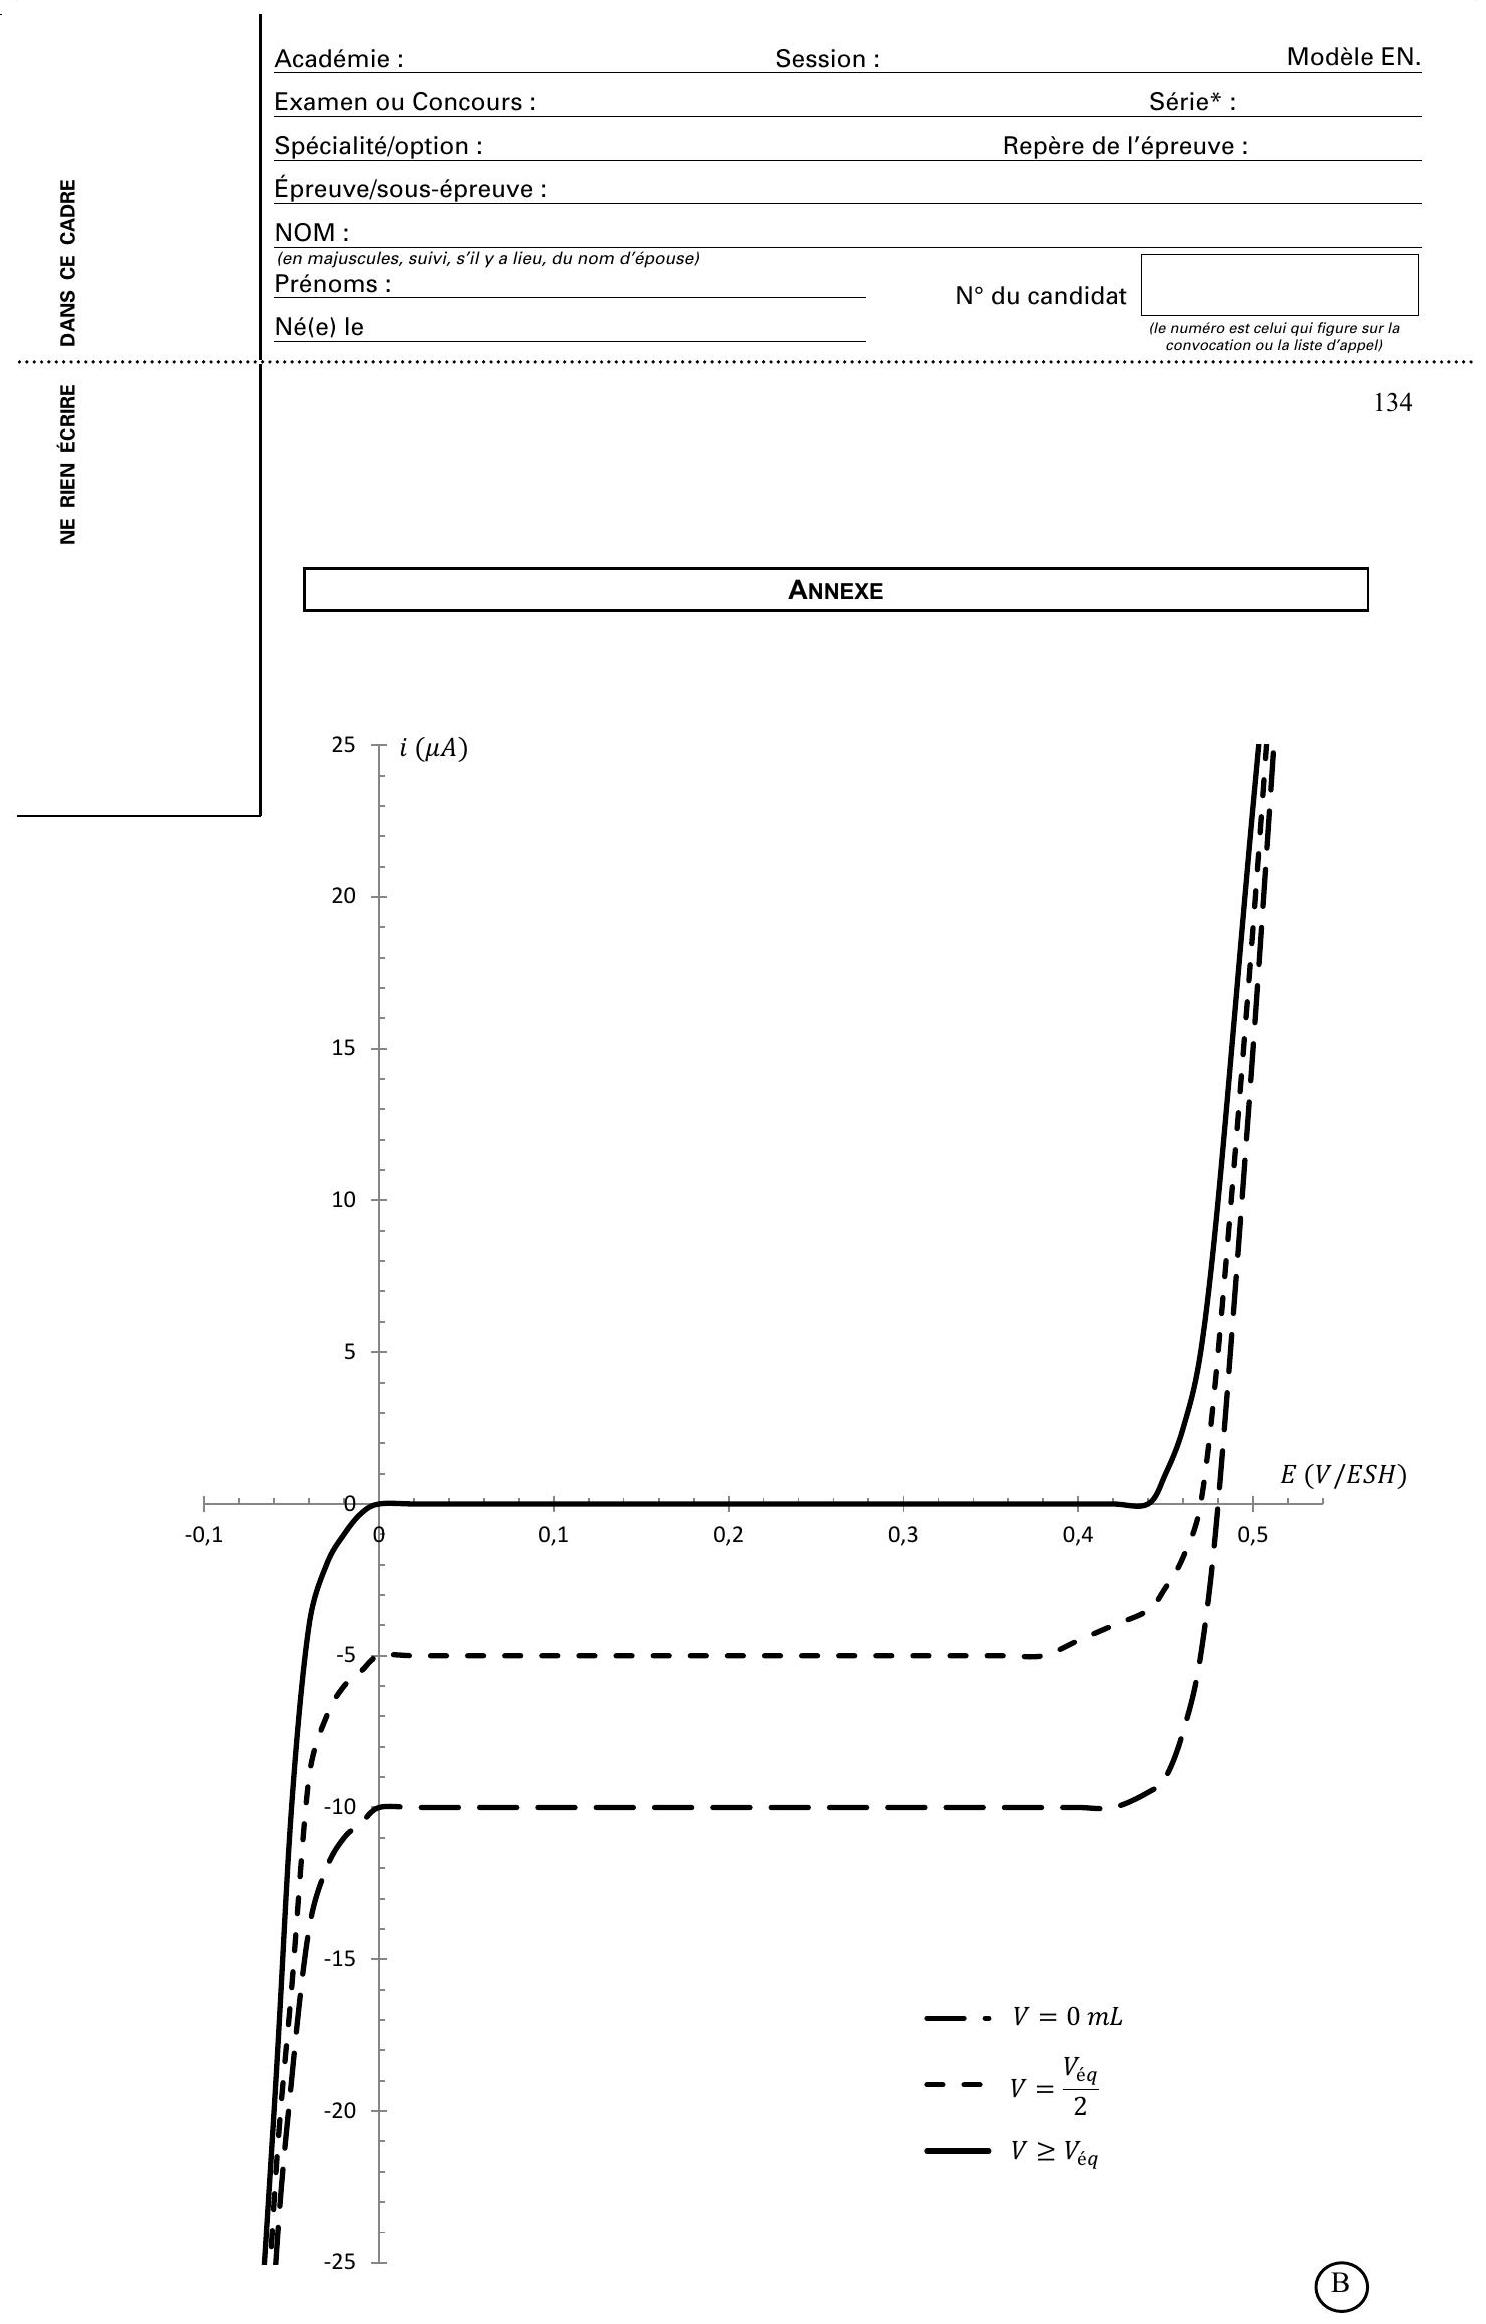 Académie : Session : Modèle EN.
Examen ou Concours : Série* :
Spécialité/option : Repère de l'épreuve :
Épreuve/sous-épreuve :
NOM :
(en majuscules, suivi, s'il y a lieu, du nom d'épouse)
Prénoms :
N° du candidat
Né(e) le
(le numéro est celui qui figure sur la
convocation ou la liste d'appel)
DANS CE CADRE
NE RIEN ÉCRIRE
134
ANNEXE
25
i (μA)
20
15
10
5
E (V/ESH)
0
-0,1 0 0,1 0,2 0,3 0,4 0,5
-5
-10
-15
V = 0 mL
V = Véq/2
-20
V ≥ Véq
-25
B